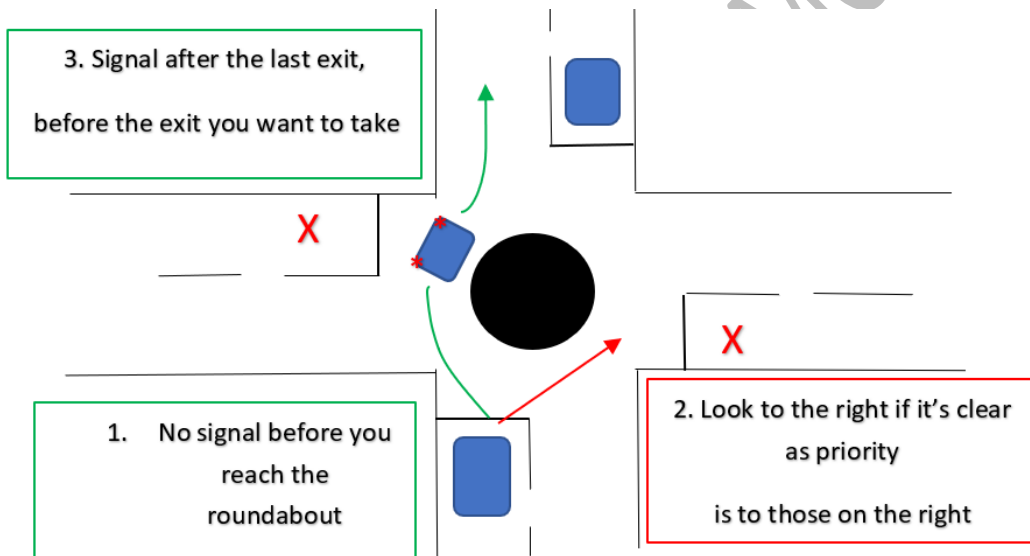 3. Signal after the last exit,
before the exit you want to take
X
X
1. No signal before you
reach the
roundabout
2. Look to the right if it’s clear
as priority
is to those on the right